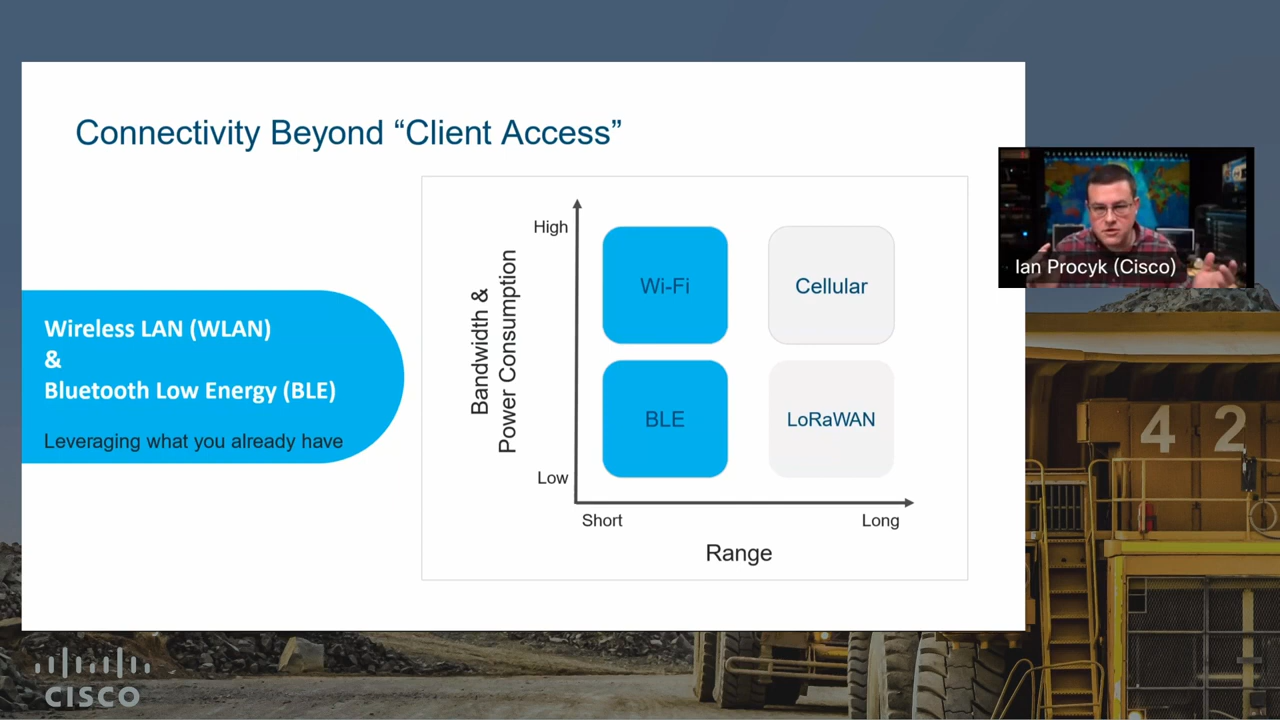 Connectivity Beyond “Client Access”
Wireless LAN (WLAN)
&
Bluetooth Low Energy (BLE)
Leveraging what you already have
Bandwidth &
Power Consumption
High
Low
Wi-Fi
Cellular
BLE
LoRaWAN
Short
Long
Range
Ian Procyk (Cisco)
42
CISCO